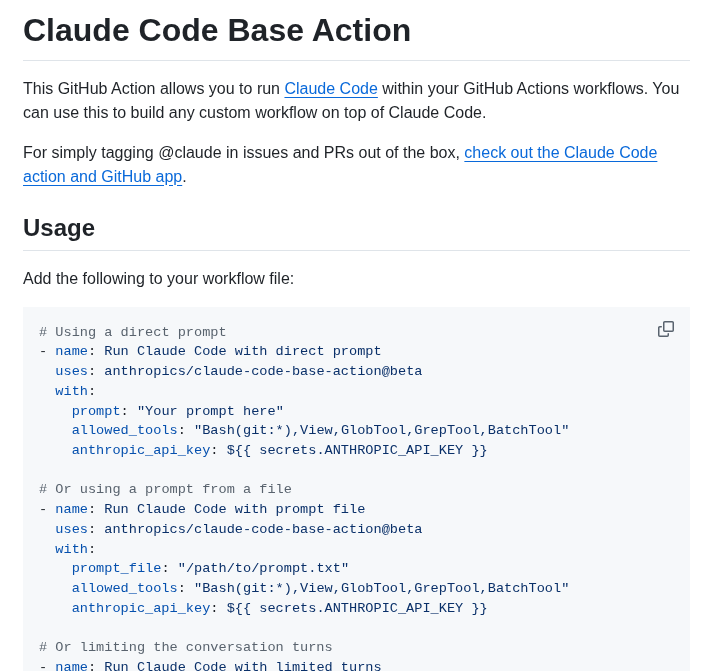 Claude Code Base Action
This GitHub Action allows you to run Claude Code within your GitHub Actions workflows. You
can use this to build any custom workflow on top of Claude Code.
For simply tagging @claude in issues and PRs out of the box, check out the Claude Code
action and GitHub app.
Usage
Add the following to your workflow file:
# Using a direct prompt
- name: Run Claude Code with direct prompt
  uses: anthropics/claude-code-base-action@beta
  with:
    prompt: "Your prompt here"
    allowed_tools: "Bash(git:*),View,GlobTool,GrepTool,BatchTool"
    anthropic_api_key: ${{ secrets.ANTHROPIC_API_KEY }}
# Or using a prompt from a file
- name: Run Claude Code with prompt file
  uses: anthropics/claude-code-base-action@beta
  with:
    prompt_file: "/path/to/prompt.txt"
    allowed_tools: "Bash(git:*),View,GlobTool,GrepTool,BatchTool"
    anthropic_api_key: ${{ secrets.ANTHROPIC_API_KEY }}
# Or limiting the conversation turns
- name: Run Claude Code with limited turns